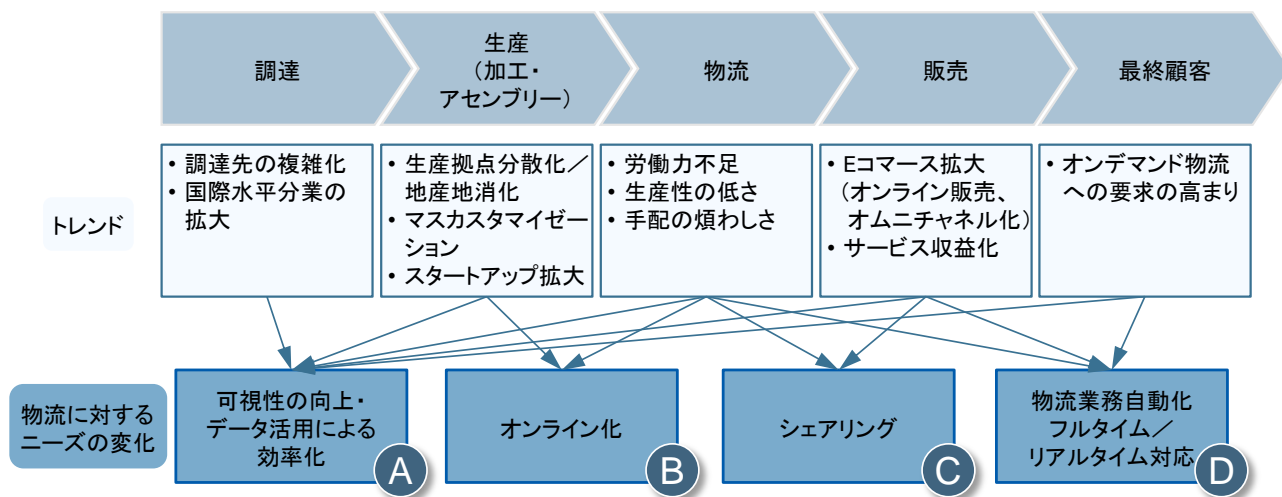 調達
生産
（加工・
アセンブリー）
物流
販売
最終顧客
トレンド
• 調達先の複雑化
• 国際水平分業の
拡大
• 生産拠点分散化／
地産地消化
• マスカスタマイゼー
ション
• スタートアップ拡大
• 労働力不足
• 生産性の低さ
• 手配の煩わしさ
• Eコマース拡大
（オンライン販売、
オムニチャネル化）
• サービス収益化
• オンデマンド物流
への要求の高まり
物流に対する
ニーズの変化
可視性の向上・
データ活用による
効率化
A
オンライン化
B
シェアリング
C
物流業務自動化
フルタイム／
リアルタイム対応
D